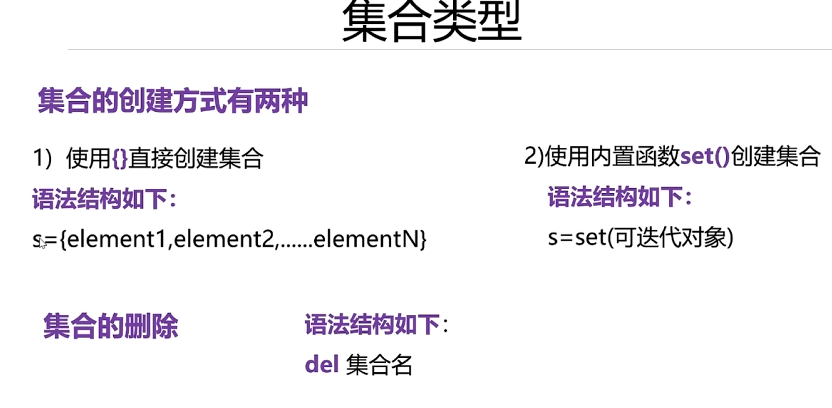 集合类型
集合的创建方式有两种
1）使用{}直接创建集合
语法结构如下：
s={element1,element2,......elementN}
2)使用内置函数set()创建集合
语法结构如下：
s=set(可迭代对象)
集合的删除
语法结构如下：
del 集合名